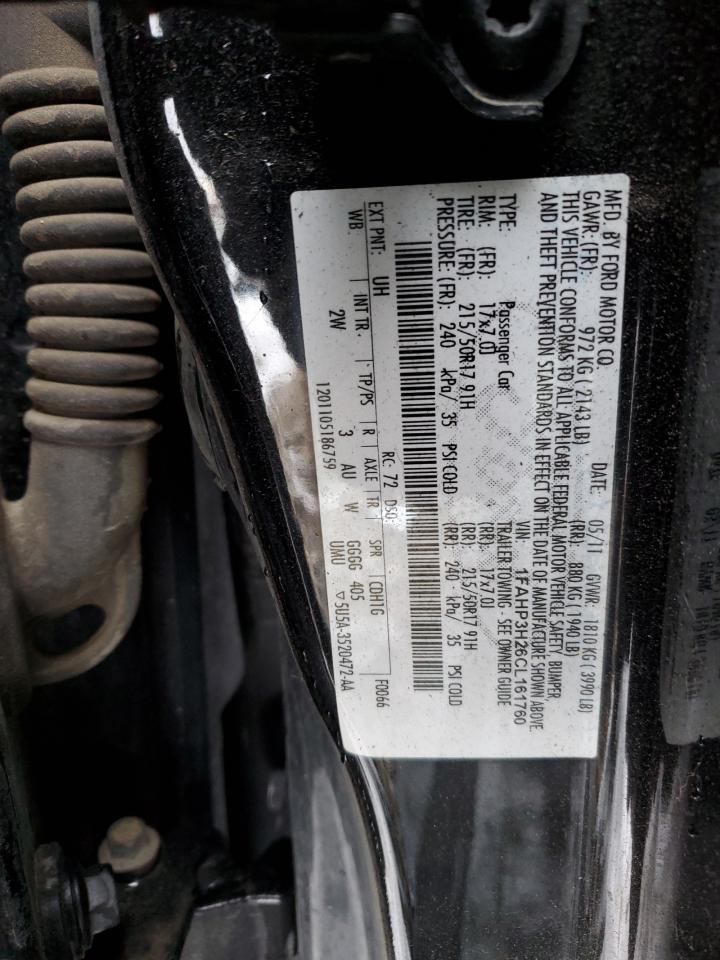 MFD. BY FORD MOTOR CO.
DATE: 05/11 GVWR: 1810 KG ( 3990 LB)
GAWR: (FR): 972 KG ( 2143 LB) (RR): 880 KG ( 1940 LB)
THIS VEHICLE CONFORMS TO ALL APPLICABLE FEDERAL MOTOR VEHICLE SAFETY, BUMPER,
AND THEFT PREVENTION STANDARDS IN EFFECT ON THE DATE OF MANUFACTURE SHOWN ABOVE.
VIN: 1FAHP3H26CL161760
TYPE: Passenger Car TRAILER TOWING - SEE OWNER GUIDE
RIM: (FR): 17x7.0J (RR): 17x7.0J
TIRE: (FR): 215/50R17 91H (RR): 215/50R17 91H
PRESSURE: (FR): 240 kPa/ 35 PSI COLD (RR): 240 kPa/ 35 PSI COLD
F0066
EXT PNT: UH RC: 72 DSO:
WB INT TR. TP/PS R AXLE TR SPR CDH1G
2W 3 AU W GGGG 405
UMU
1201105186759 ▽ 5U5A-3520472-AA